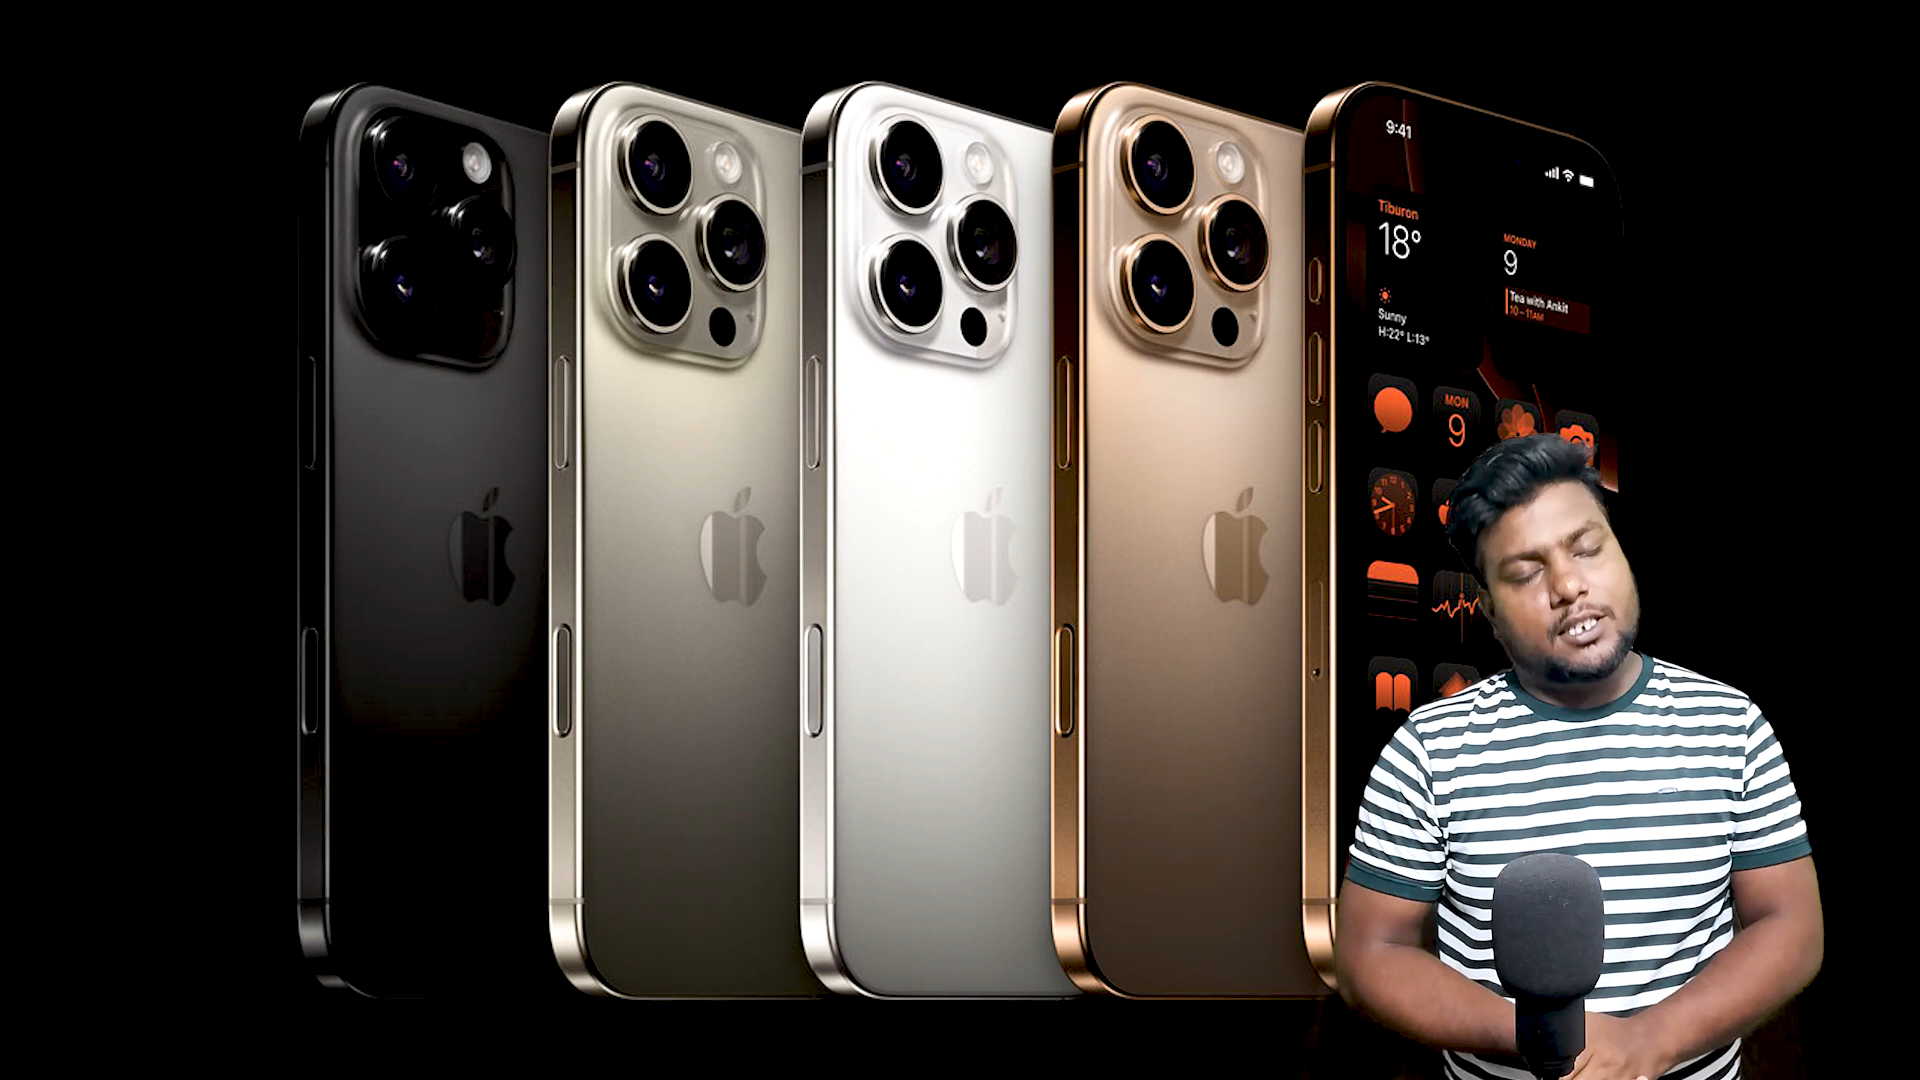 9:41
Tiburon
18°
Sunny
H:22° L:13°
MONDAY
9
Tea with Ankit
10–11AM
MON
9